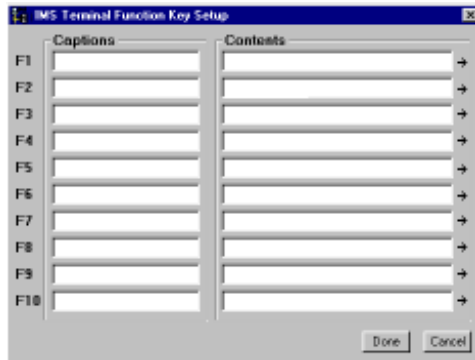 IMS Terminal Function Key Setup
Captions Contents
F1
F2
F3
F4
F5
F6
F7
F8
F9
F10
Done Cancel